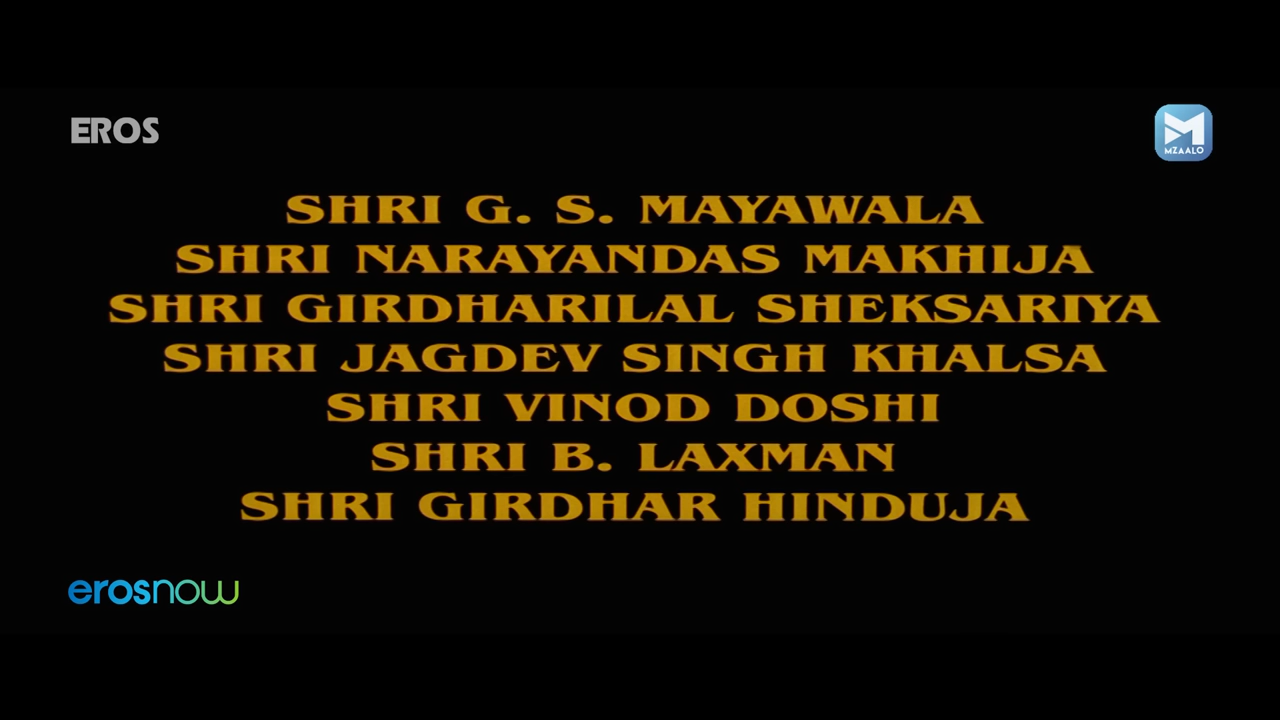 EROS
MZAALO
SHRI G. S. MAYAWALA
SHRI NARAYANDAS MAKHIJA
SHRI GIRDHARILAL SHEKSARIYA
SHRI JAGDEV SINGH KHALSA
SHRI VINOD DOSHI
SHRI B. LAXMAN
SHRI GIRDHAR HINDUJA
erosnow